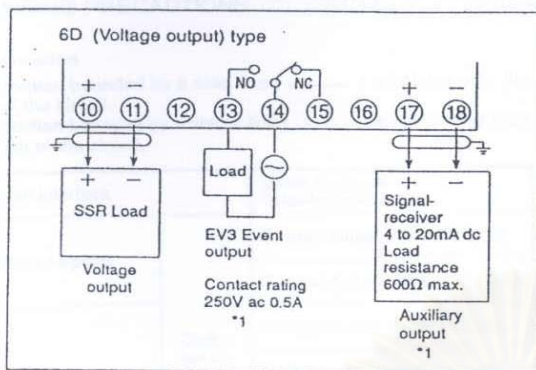 6D (Voltage output) type
NO NC
+ − + −
10 11 12 13 14 15 16 17 18
+ − + −
SSR Load
Load
Signal-
receiver
4 to 20mA dc
Load
resistance
600Ω max.
Voltage
output
EV3 Event
output
Contact rating
250V ac 0.5A
*1
Auxiliary
output
*1